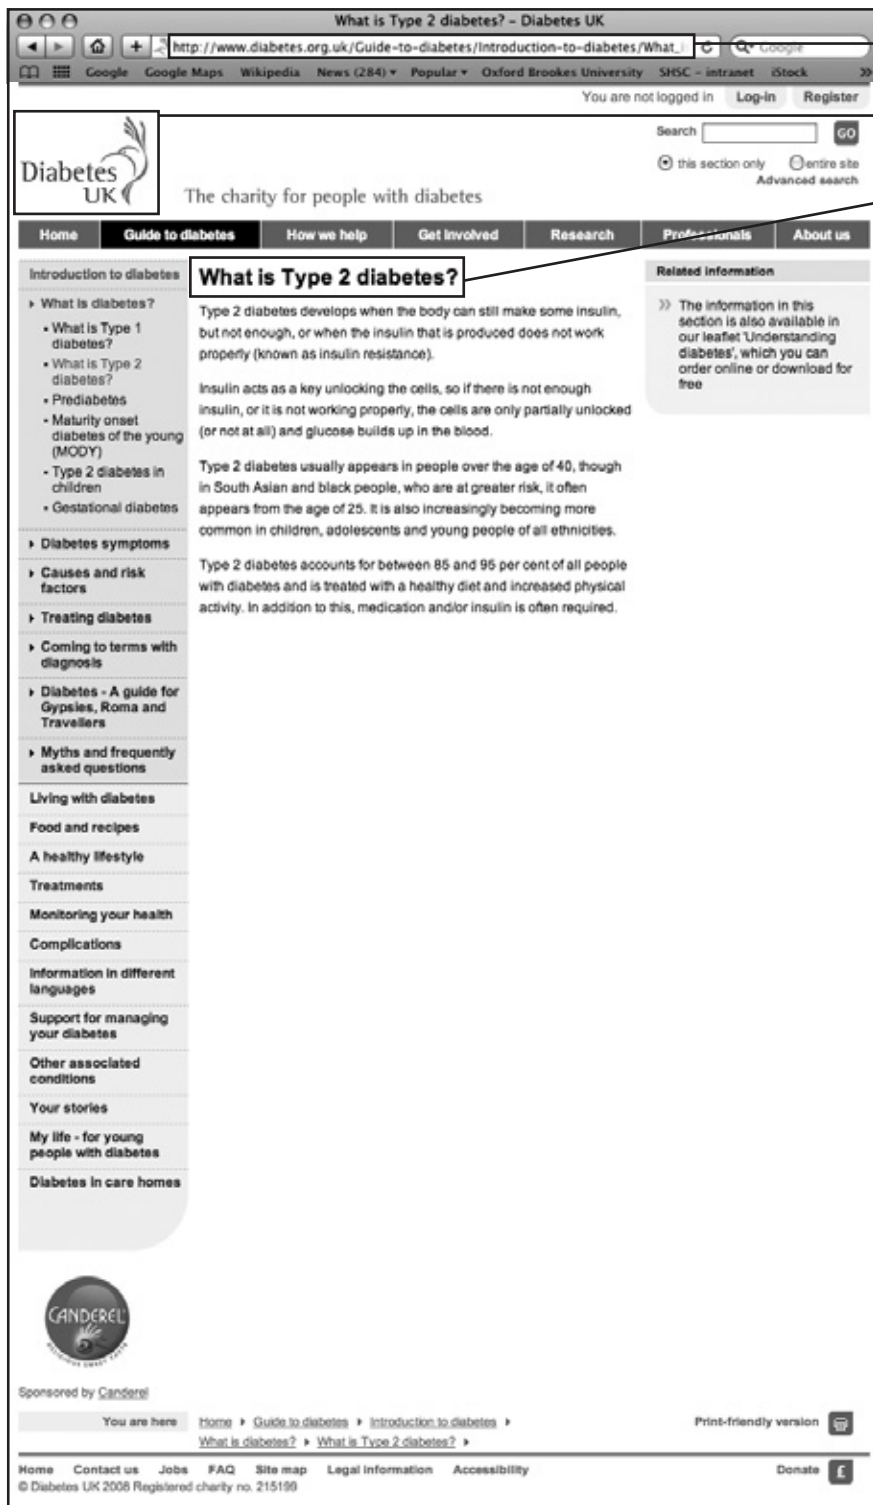 What is Type 2 diabetes? – Diabetes UK
http://www.diabetes.org.uk/Guide-to-diabetes/Introduction-to-diabetes/What_i
Google
Google Google Maps Wikipedia News (284) Popular Oxford Brookes University SHSC – intranet iStock
You are not logged in Log-in Register
Search GO
this section only entire site
Advanced search
Diabetes
UK
The charity for people with diabetes
Home Guide to diabetes How we help Get involved Research Professionals About us
Introduction to diabetes
What is diabetes?
What is Type 1
diabetes?
What is Type 2
diabetes?
Prediabetes
Maturity onset
diabetes of the young
(MODY)
Type 2 diabetes in
children
Gestational diabetes
Diabetes symptoms
Causes and risk
factors
Treating diabetes
Coming to terms with
diagnosis
Diabetes - A guide for
Gypsies, Roma and
Travellers
Myths and frequently
asked questions
Living with diabetes
Food and recipes
A healthy lifestyle
Treatments
Monitoring your health
Complications
Information in different
languages
Support for managing
your diabetes
Other associated
conditions
Your stories
My life - for young
people with diabetes
Diabetes in care homes
What is Type 2 diabetes?
Type 2 diabetes develops when the body can still make some insulin,
but not enough, or when the insulin that is produced does not work
properly (known as insulin resistance).
Insulin acts as a key unlocking the cells, so if there is not enough
insulin, or it is not working properly, the cells are only partially unlocked
(or not at all) and glucose builds up in the blood.
Type 2 diabetes usually appears in people over the age of 40, though
in South Asian and black people, who are at greater risk, it often
appears from the age of 25. It is also increasingly becoming more
common in children, adolescents and young people of all ethnicities.
Type 2 diabetes accounts for between 85 and 95 per cent of all people
with diabetes and is treated with a healthy diet and increased physical
activity. In addition to this, medication and/or insulin is often required.
Related information
The information in this
section is also available in
our leaflet 'Understanding
diabetes', which you can
order online or download for
free
CANDEREL
Sponsored by Canderel
You are here Home Guide to diabetes Introduction to diabetes
What is diabetes? What is Type 2 diabetes?
Print-friendly version
Home Contact us Jobs FAQ Site map Legal information Accessibility Donate £
© Diabetes UK 2008 Registered charity no. 215199